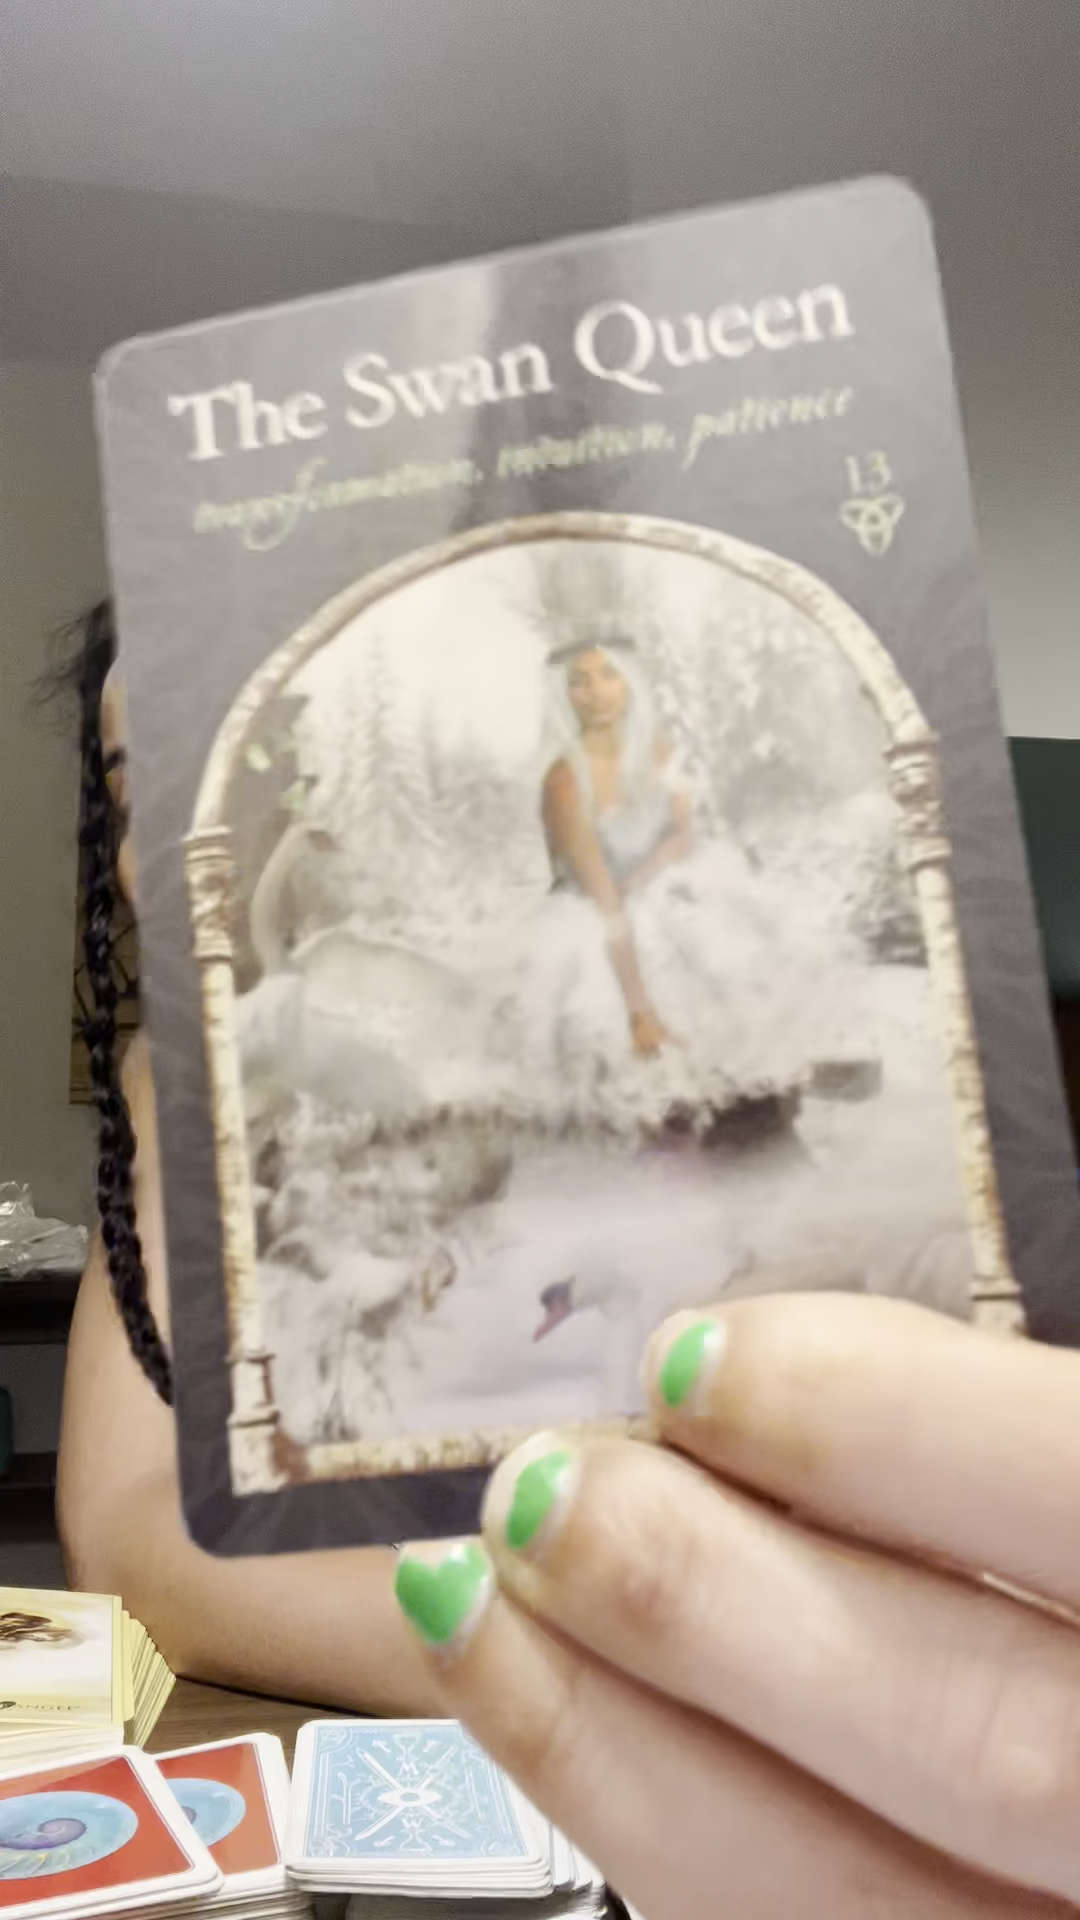 The Swan Queen
transformation, intuition, patience
13